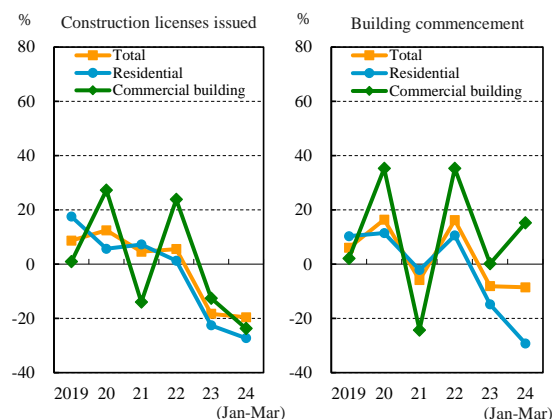 Construction licenses issued
%
80
Total
Residential
Commercial building
60
40
20
0
-20
-40
2019 20 21 22 23 24
(Jan-Mar)
Building commencement
%
80
Total
Residential
Commercial building
60
40
20
0
-20
-40
2019 20 21 22 23 24
(Jan-Mar)